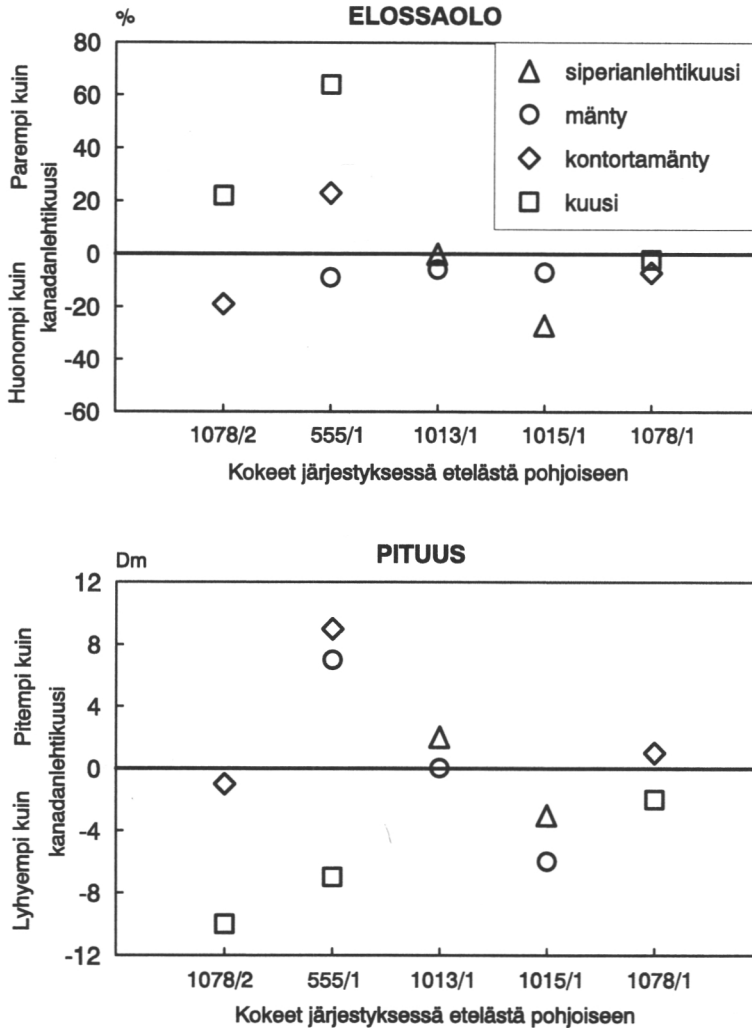 ELOSSAOLO
%
Parempi kuin
Huonompi kuin
kanadanlehtikuusi
80
60
40
20
0
-20
-40
-60
siperianlehtikuusi
mänty
kontortamänty
kuusi
1078/2 555/1 1013/1 1015/1 1078/1
Kokeet järjestyksessä etelästä pohjoiseen
PITUUS
Dm
Pitempi kuin
Lyhyempi kuin
kanadanlehtikuusi
12
8
4
0
-4
-8
-12
1078/2 555/1 1013/1 1015/1 1078/1
Kokeet järjestyksessä etelästä pohjoiseen